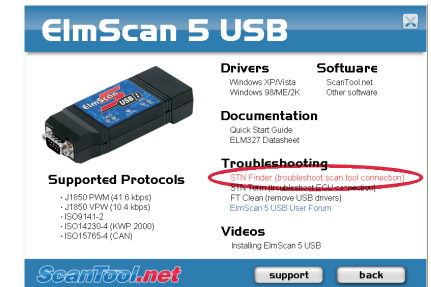 ElmScan 5 USB
ElmScan 5
USB
Drivers
Windows XP/Vista
Windows 98/ME/2K
Software
ScanTool.net
Other software
Documentation
Quick Start Guide
ELM327 Datasheet
Troubleshooting
STN Finder (troubleshoot scan tool connection)
STN Term (troubleshoot ECU connection)
FT Clean (remove USB drivers)
ElmScan 5 USB User Forum
Videos
Installing ElmScan 5 USB
Supported Protocols
· J1850 PWM (41.6 kbps)
· J1850 VPW (10.4 kbps)
· ISO9141-2
· ISO14230-4 (KWP 2000)
· ISO15765-4 (CAN)
ScanTool.net
support
back